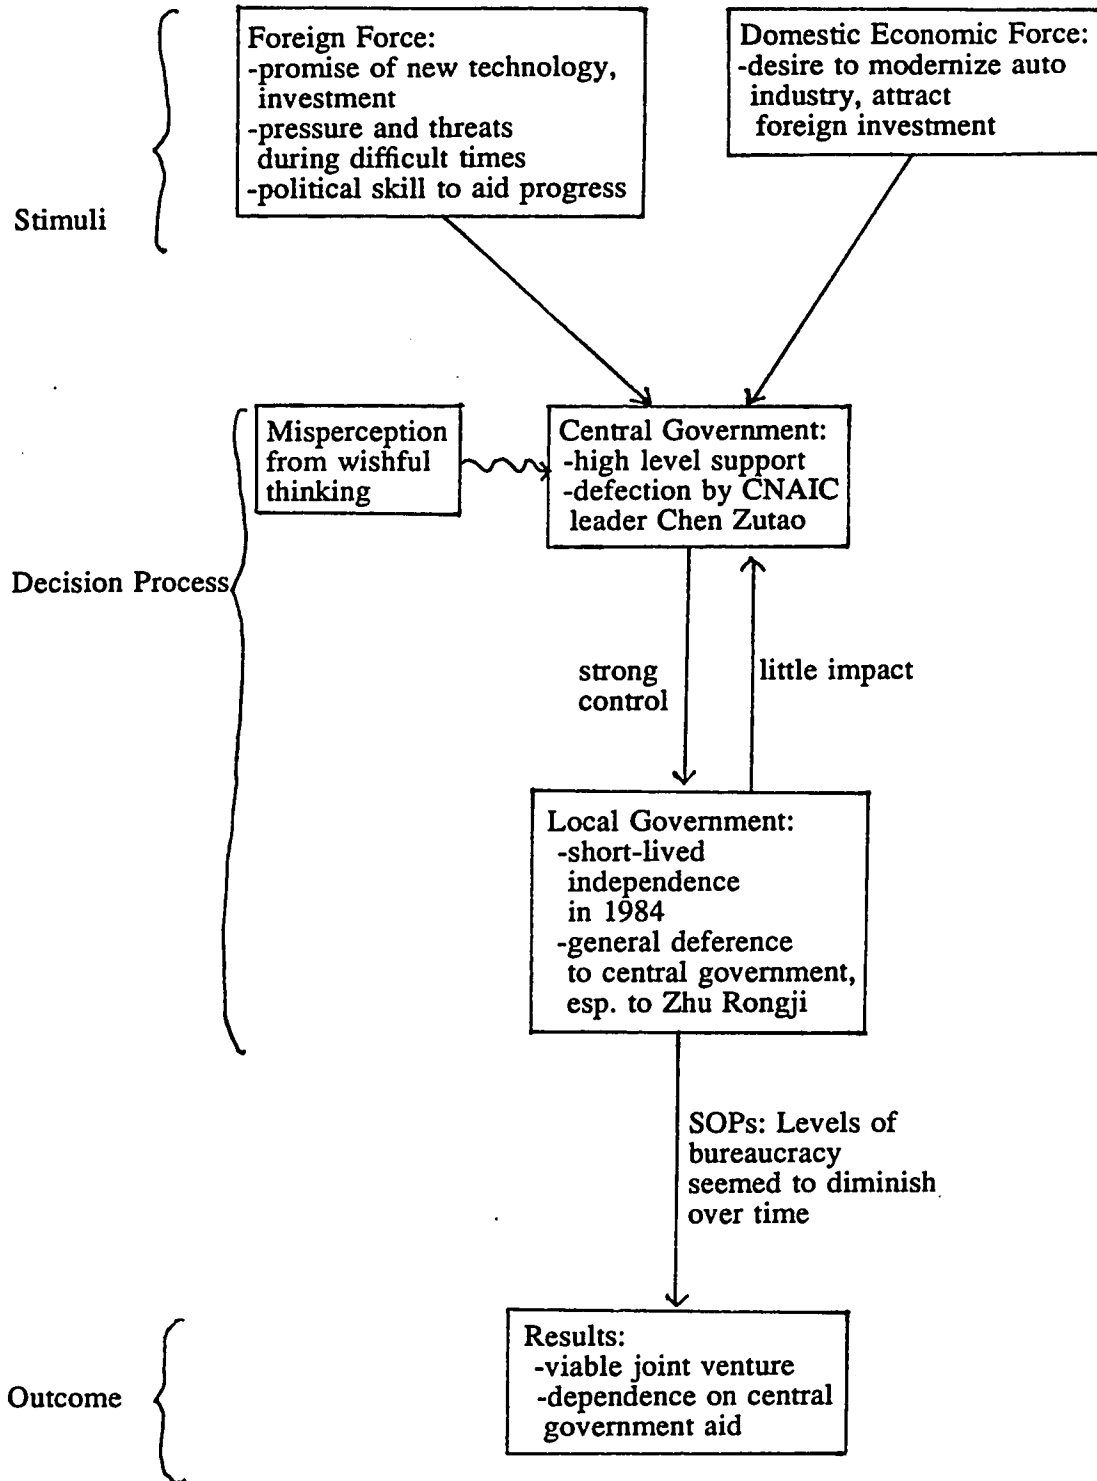 Foreign Force:
-promise of new technology,
investment
-pressure and threats
during difficult times
-political skill to aid progress
Domestic Economic Force:
-desire to modernize auto
industry, attract
foreign investment
Stimuli
Misperception
from wishful
thinking
Central Government:
-high level support
-defection by CNAIC
leader Chen Zutao
Decision Process
strong
control
little impact
Local Government:
-short-lived
independence
in 1984
-general deference
to central government,
esp. to Zhu Rongji
SOPs: Levels of
bureaucracy
seemed to diminish
over time
Results:
-viable joint venture
-dependence on central
government aid
Outcome